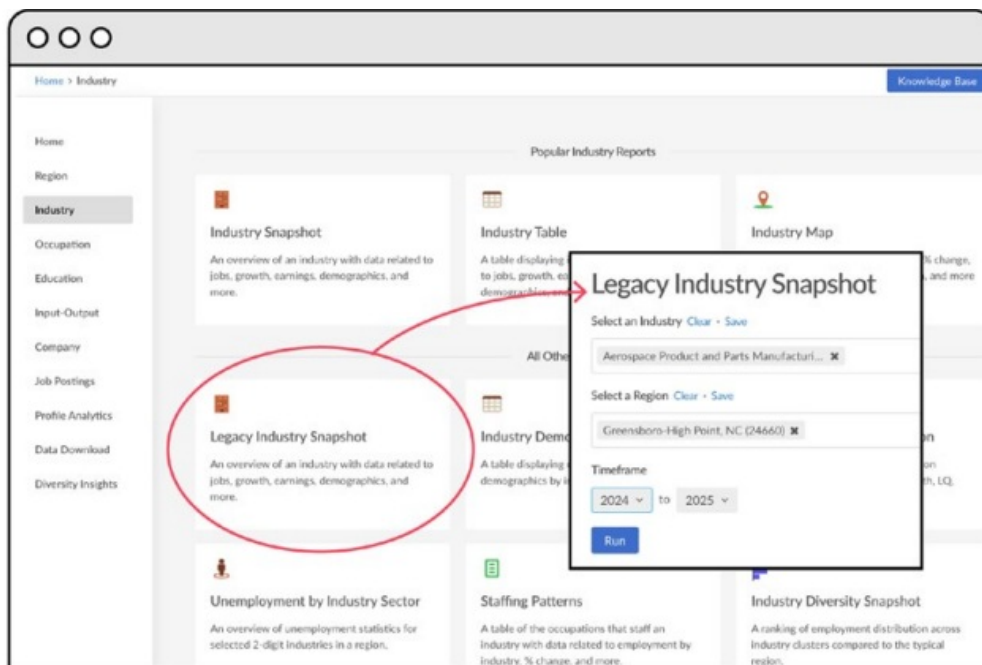 Home > Industry
Knowledge Base
Home
Region
Industry
Occupation
Education
Input-Output
Company
Job Postings
Profile Analytics
Data Download
Diversity Insights
Popular Industry Reports
Industry Snapshot
An overview of an industry with data related to
jobs, growth, earnings, demographics, and
more.
Industry Table
A table displaying
to jobs, growth,
demographics,
Industry Map
% change,
and more
All Othe
Legacy Industry Snapshot
An overview of an industry with data related to
jobs, growth, earnings, demographics, and
more.
Industry Demo
A table displaying
demographics by
on
on
th, LQ,
Legacy Industry Snapshot
Select an Industry Clear • Save
Aerospace Product and Parts Manufacturi... ✖
Select a Region Clear • Save
Greensboro-High Point, NC (24660) ✖
Timeframe
2024 to 2025
Run
Unemployment by Industry Sector
An overview of unemployment statistics for
selected 2-digit industries in a region.
Staffing Patterns
A table of the occupations that staff an
industry with data related to employment by
industry, % change, and more.
Industry Diversity Snapshot
A ranking of employment distribution across
industry clusters compared to the typical
region.